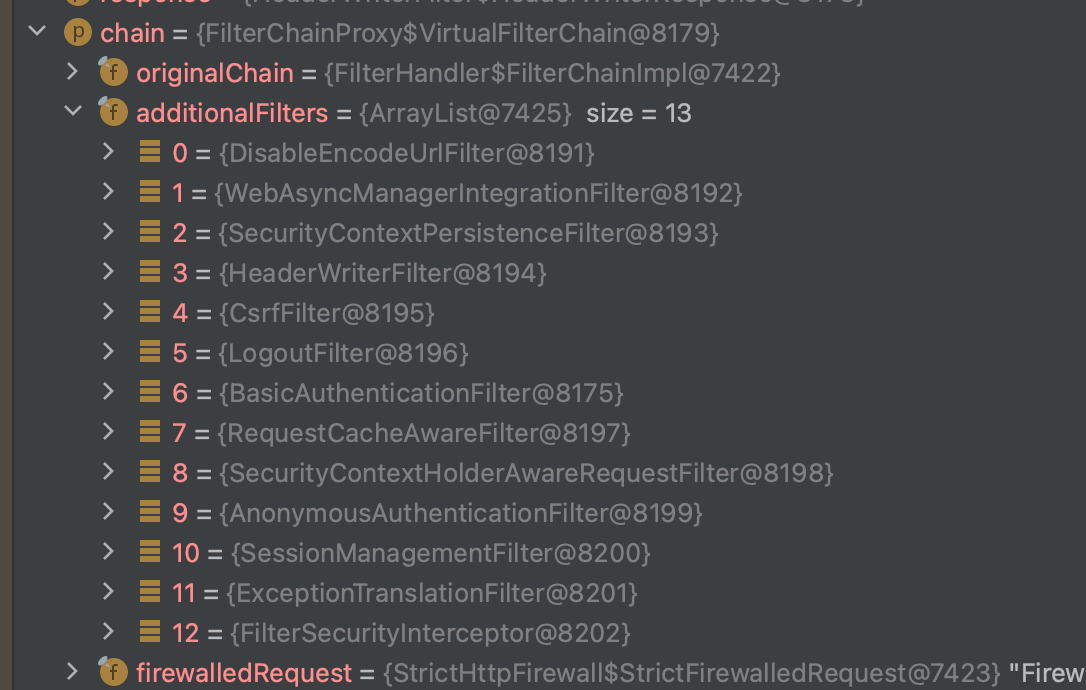 chain = {FilterChainProxy$VirtualFilterChain@8179}
originalChain = {FilterHandler$FilterChainImpl@7422}
additionalFilters = {ArrayList@7425} size = 13
0 = {DisableEncodeUrlFilter@8191}
1 = {WebAsyncManagerIntegrationFilter@8192}
2 = {SecurityContextPersistenceFilter@8193}
3 = {HeaderWriterFilter@8194}
4 = {CsrfFilter@8195}
5 = {LogoutFilter@8196}
6 = {BasicAuthenticationFilter@8175}
7 = {RequestCacheAwareFilter@8197}
8 = {SecurityContextHolderAwareRequestFilter@8198}
9 = {AnonymousAuthenticationFilter@8199}
10 = {SessionManagementFilter@8200}
11 = {ExceptionTranslationFilter@8201}
12 = {FilterSecurityInterceptor@8202}
firewalledRequest = {StrictHttpFirewall$StrictFirewalledRequest@7423} "Firew